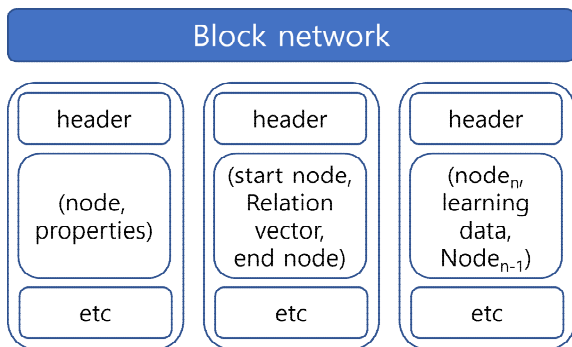 Block network
header
(node,
properties)
etc
header
(start node,
Relation
vector,
end node)
etc
header
(nodeₙ,
learning
data,
Nodeₙ₋₁)
etc